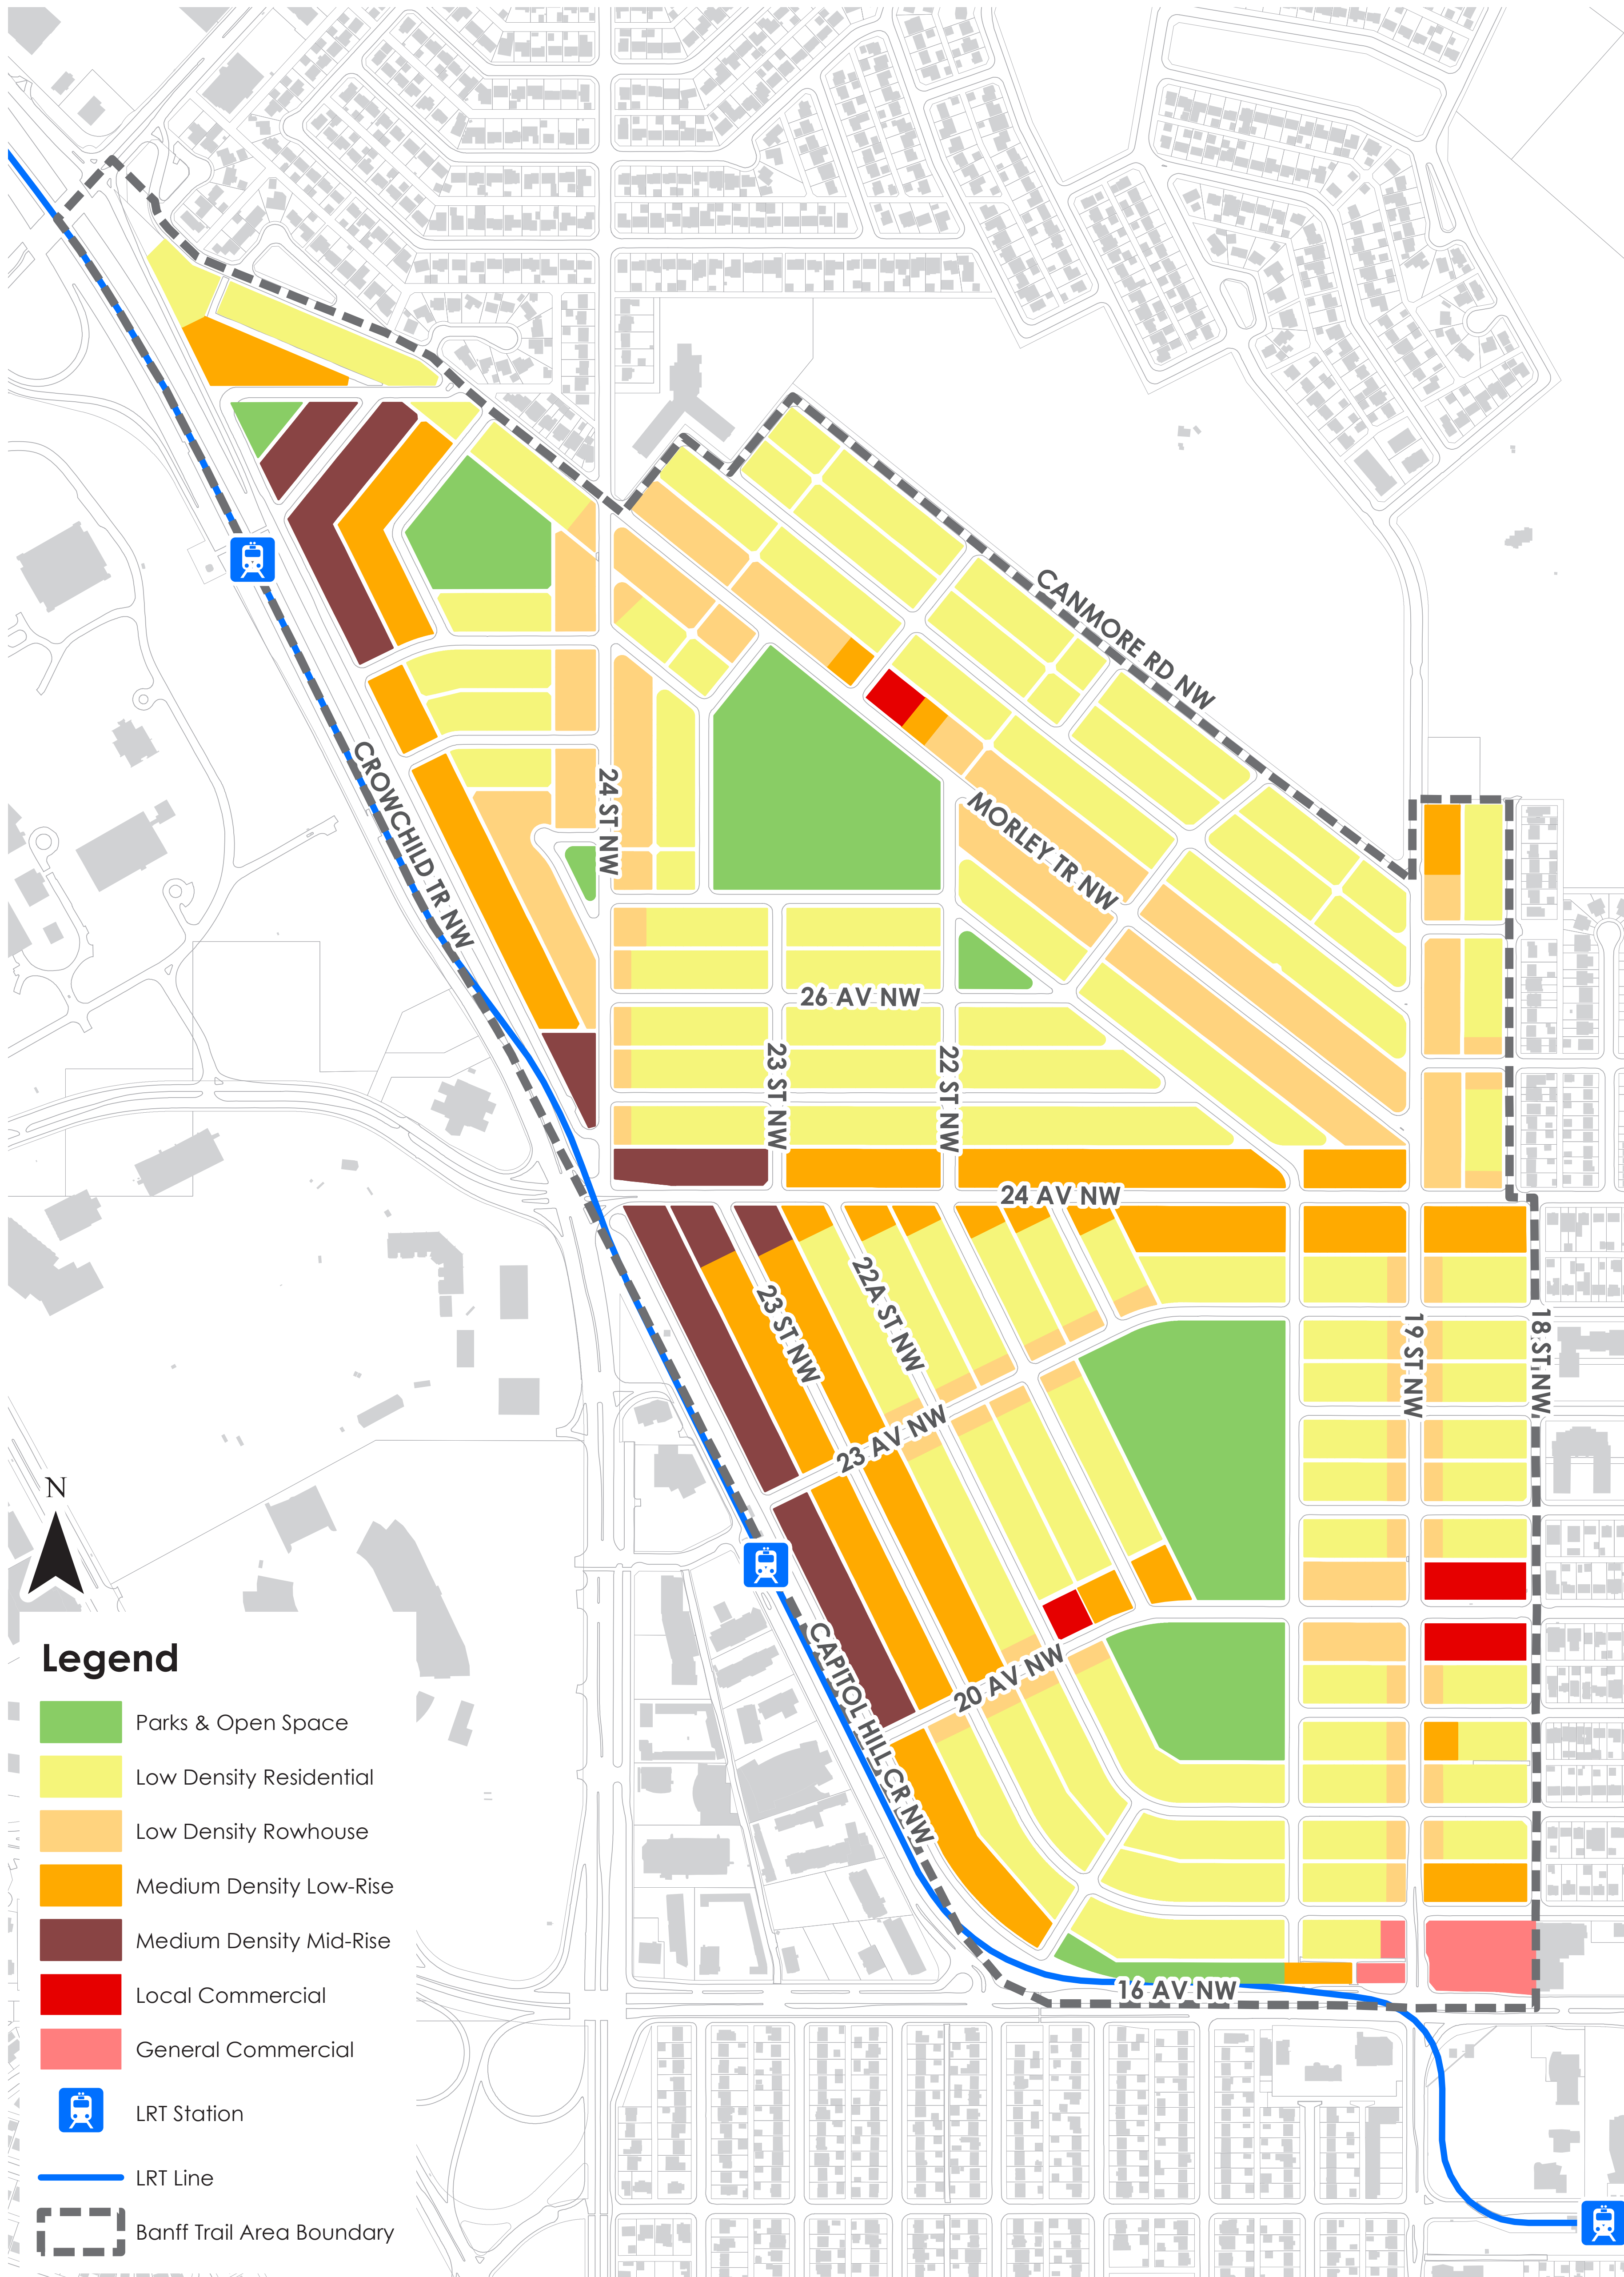 CANMORE RD NW
CROWCHILD TR NW
24 ST NW
MORLEY TR NW
26 AV NW
23 ST NW
22 ST NW
24 AV NW
23 ST NW
22A ST NW
19 ST NW
18 ST NW
23 AV NW
20 AV NW
CAPITOL HILL CR NW
16 AV NW
N
Legend
Parks & Open Space
Low Density Residential
Low Density Rowhouse
Medium Density Low-Rise
Medium Density Mid-Rise
Local Commercial
General Commercial
LRT Station
LRT Line
Banff Trail Area Boundary